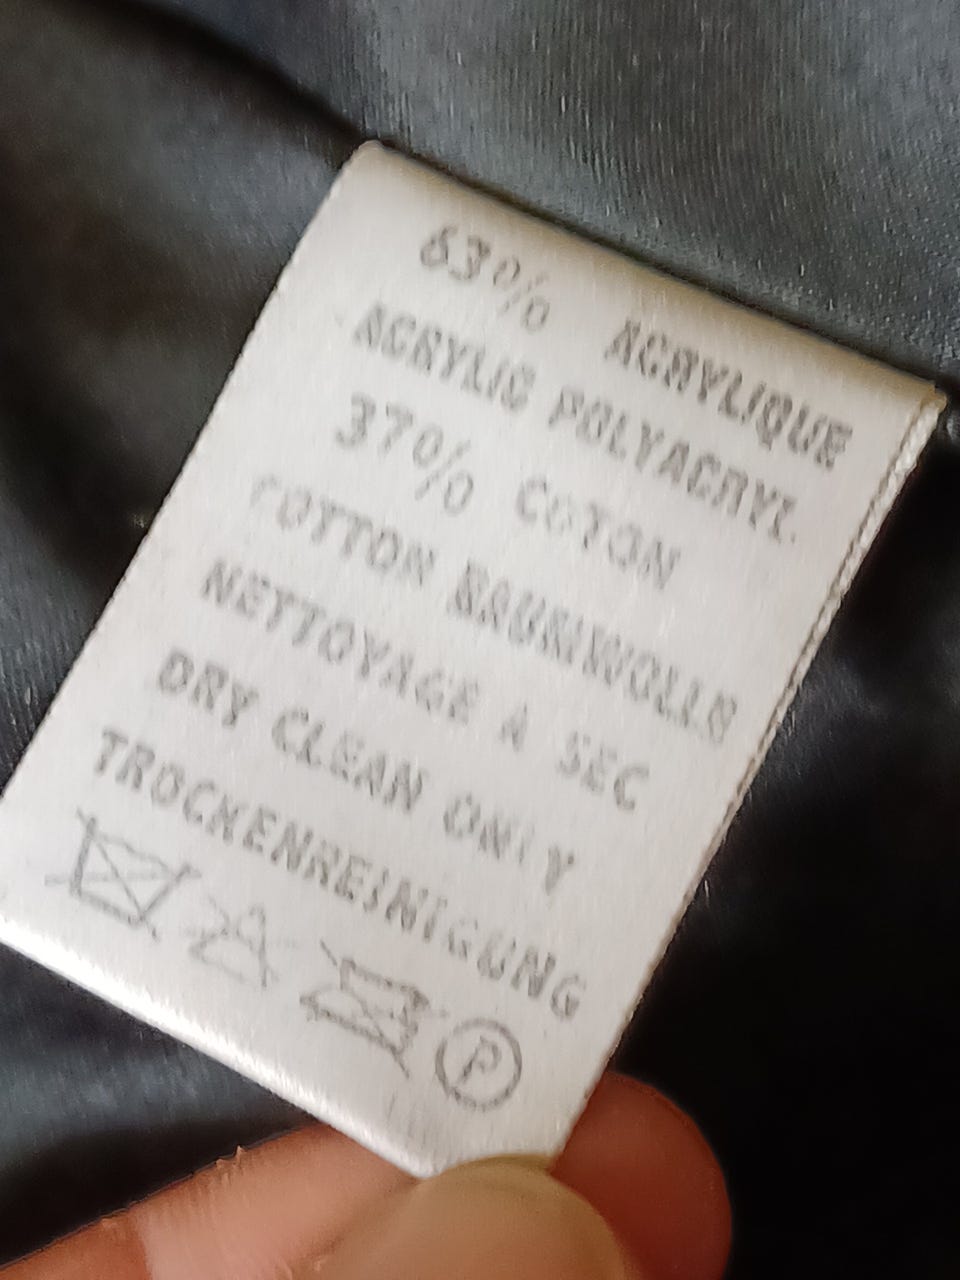 63% ACRYLIQUE
ACRYLIC POLYACRYL
37% COTON
COTTON BAUMWOLLE
NETTOYAGE A SEC
DRY CLEAN ONLY
TROCKENREINIGUNG
P